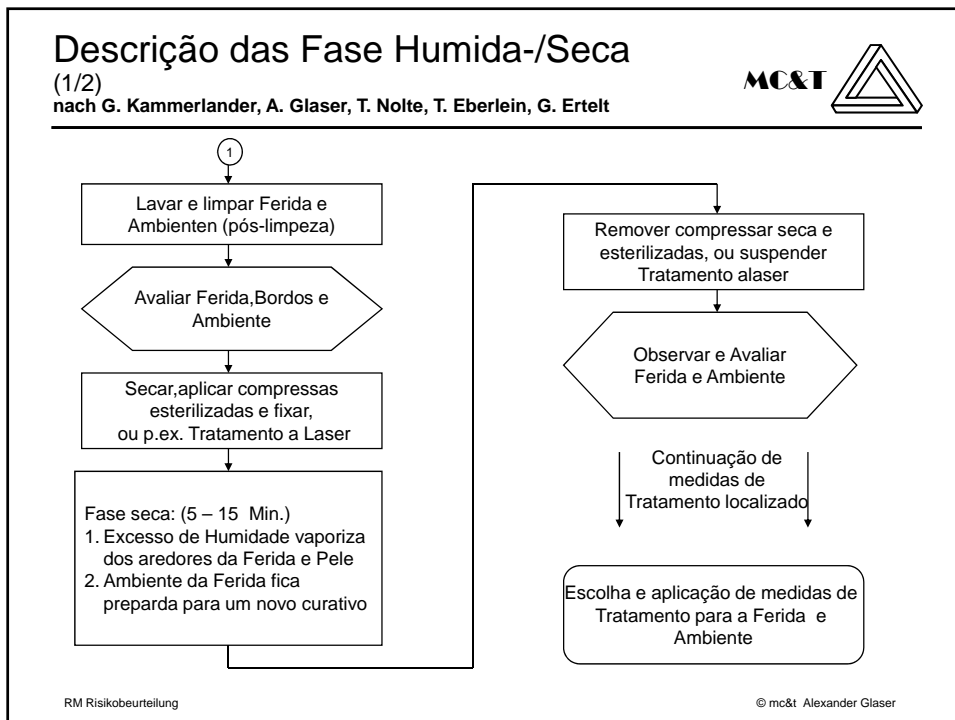 Descrição das Fase Humida-/Seca
(1/2)
nach G. Kammerlander, A. Glaser, T. Nolte, T. Eberlein, G. Ertelt
MC&T
1
Lavar e limpar Ferida e
Ambienten (pós-limpeza)
Avaliar Ferida,Bordos e
Ambiente
Secar,aplicar compressas
esterilizadas e fixar,
ou p.ex. Tratamento a Laser
Fase seca: (5 – 15 Min.)
1. Excesso de Humidade vaporiza
dos aredores da Ferida e Pele
2. Ambiente da Ferida fica
preparda para um novo curativo
Remover compressar seca e
esterilizadas, ou suspender
Tratamento alaser
Observar e Avaliar
Ferida e Ambiente
Continuação de
medidas de
Tratamento localizado
Escolha e aplicação de medidas de
Tratamento para a Ferida e
Ambiente
RM Risikobeurteilung
© mc&t Alexander Glaser